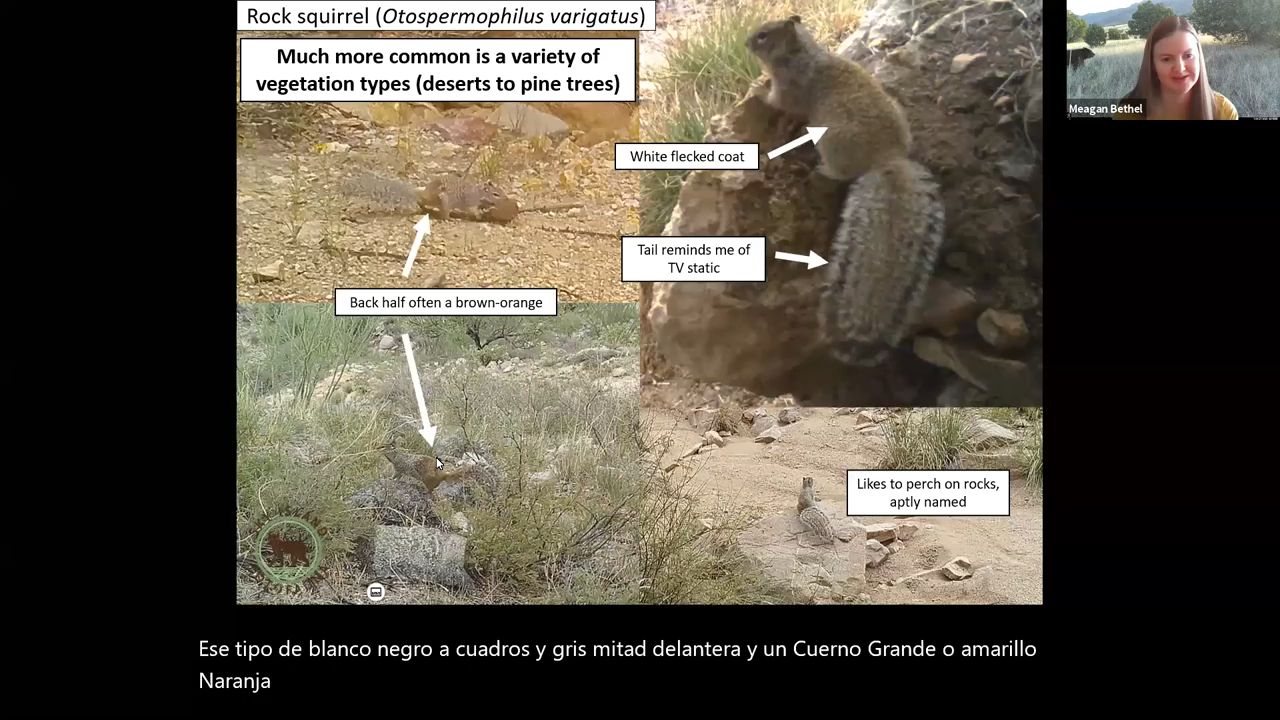 Rock squirrel (Otospermophilus varigatus)
Much more common is a variety of
vegetation types (deserts to pine trees)
White flecked coat
Tail reminds me of
TV static
Back half often a brown-orange
Likes to perch on rocks,
aptly named
Meagan Bethel
Ese tipo de blanco negro a cuadros y gris mitad delantera y un Cuerno Grande o amarillo
Naranja